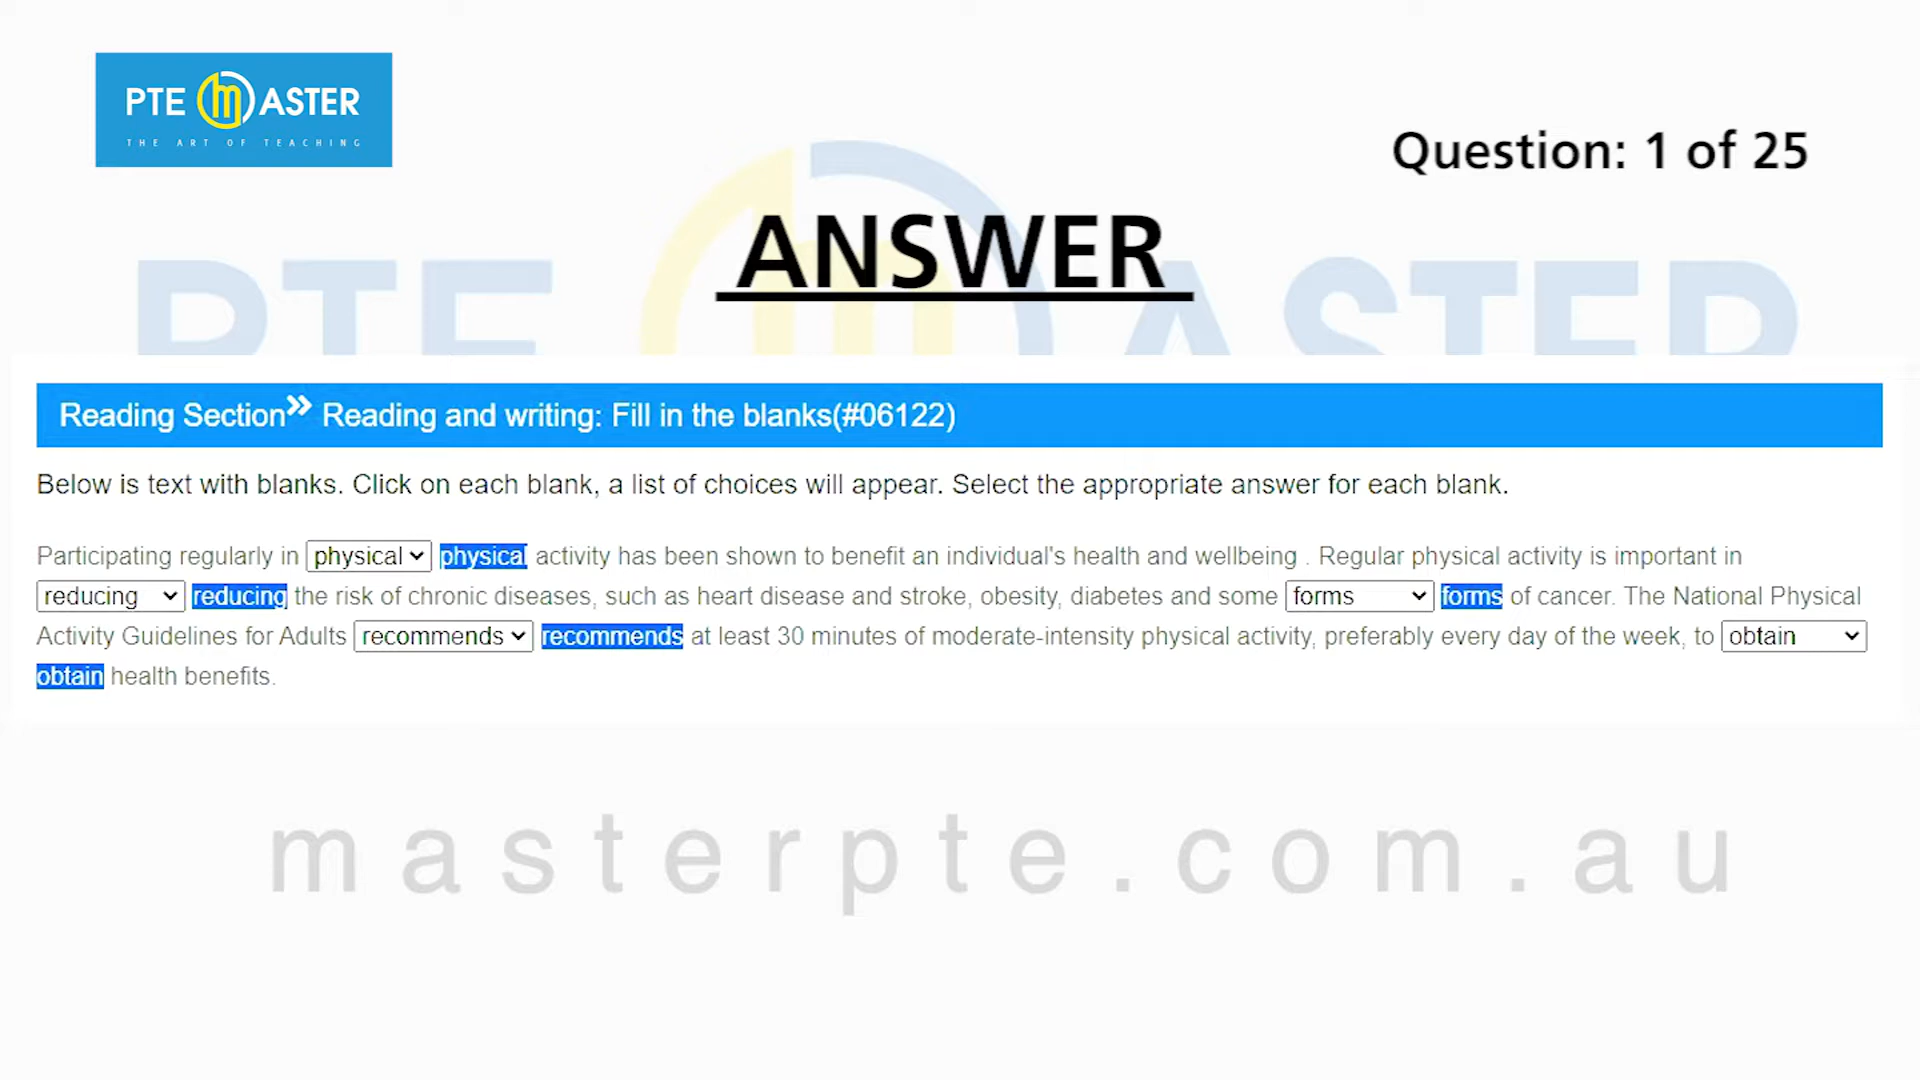 PTE MASTER
THE ART OF TEACHING
Question: 1 of 25
ANSWER
PTE MASTER
Reading Section» Reading and writing: Fill in the blanks(#06122)
Below is text with blanks. Click on each blank, a list of choices will appear. Select the appropriate answer for each blank.
Participating regularly in physical physical activity has been shown to benefit an individual's health and wellbeing . Regular physical activity is important in
reducing reducing the risk of chronic diseases, such as heart disease and stroke, obesity, diabetes and some forms forms of cancer. The National Physical
Activity Guidelines for Adults recommends recommends at least 30 minutes of moderate-intensity physical activity, preferably every day of the week, to obtain
obtain health benefits.
masterpte.com.au